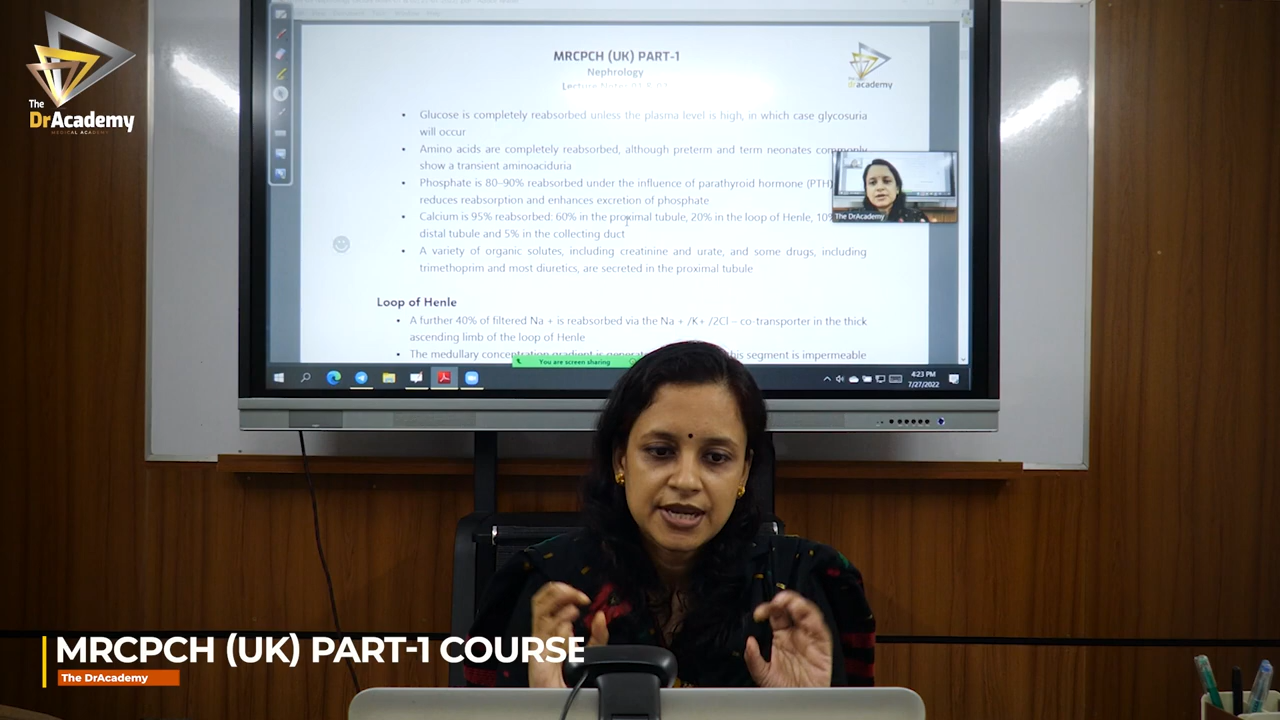 The
DrAcademy
MEDICAL ACADEMY
MRCPCH (UK) PART-1
Nephrology
dracademy
• Glucose is completely reabsorbed unless the plasma level is high, in which case glycosuria
will occur
• Amino acids are completely reabsorbed, although preterm and term neonates commonly
show a transient aminoaciduria
• Phosphate is 80–90% reabsorbed under the influence of parathyroid hormone (PTH)
reduces reabsorption and enhances excretion of phosphate
• Calcium is 95% reabsorbed: 60% in the proximal tubule, 20% in the loop of Henle, 10%
distal tubule and 5% in the collecting duct
• A variety of organic solutes, including creatinine and urate, and some drugs, including
trimethoprim and most diuretics, are secreted in the proximal tubule
The DrAcademy
Loop of Henle
• A further 40% of filtered Na + is reabsorbed via the Na + /K+ /2Cl – co-transporter in the thick
ascending limb of the loop of Henle
• The medullary concentration gradient is this segment is impermeable
You are screen sharing
4:23 PM
7/27/2022
MRCPCH (UK) PART-1 COURSE
The DrAcademy